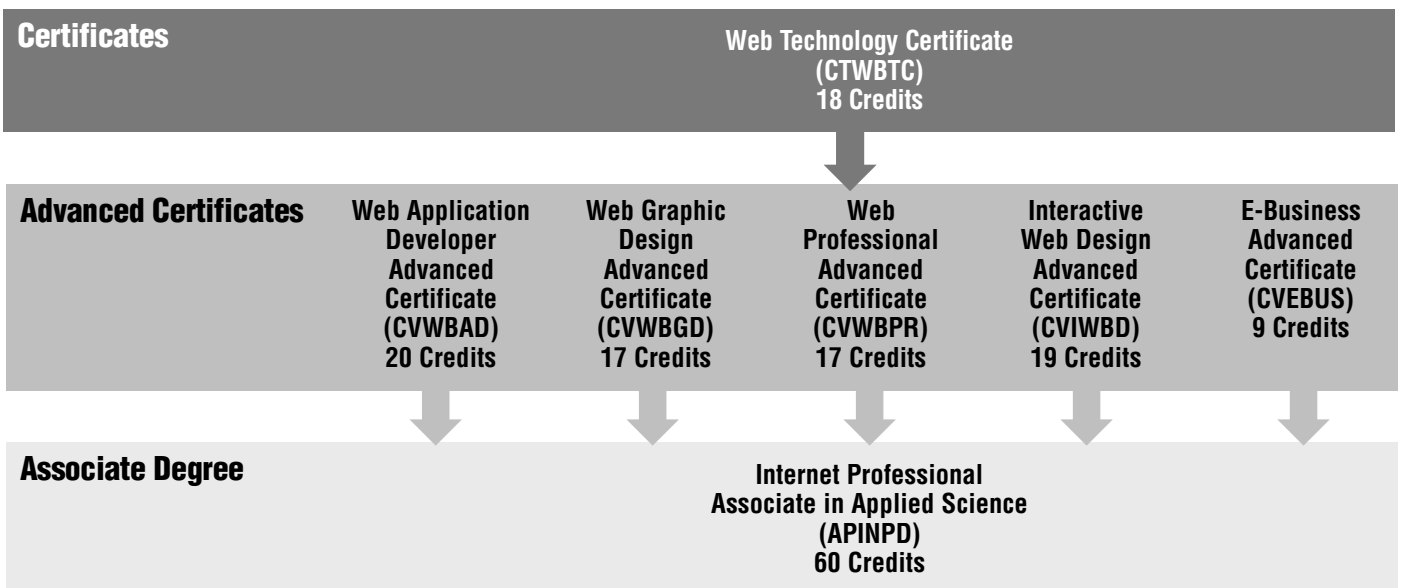 Certificates
Web Technology Certificate
(CTWBTC)
18 Credits
Advanced Certificates
Web Application
Developer
Advanced
Certificate
(CVWBAD)
20 Credits
Web Graphic
Design
Advanced
Certificate
(CVWBGD)
17 Credits
Web
Professional
Advanced
Certificate
(CVWBPR)
17 Credits
Interactive
Web Design
Advanced
Certificate
(CVIWBD)
19 Credits
E-Business
Advanced
Certificate
(CVEBUS)
9 Credits
Associate Degree
Internet Professional
Associate in Applied Science
(APINPD)
60 Credits